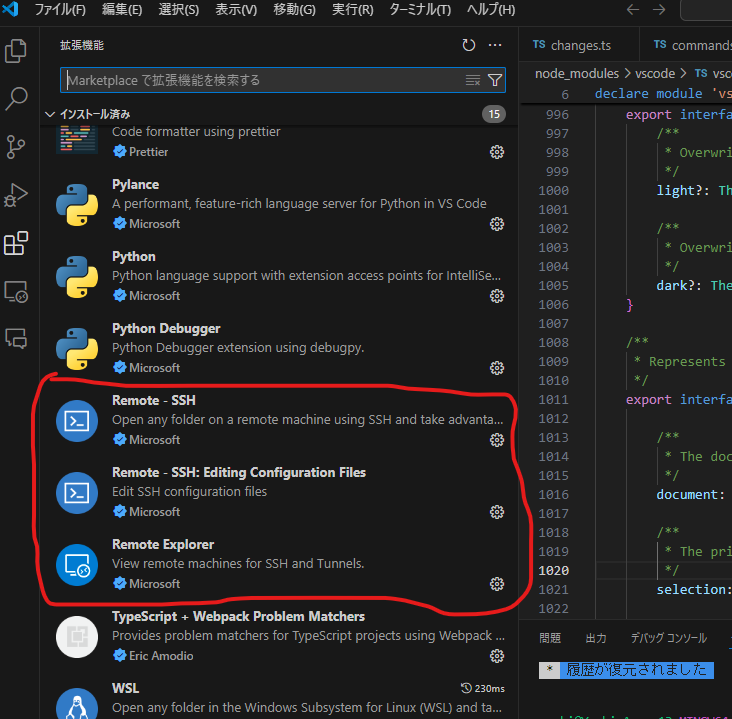 ファイル(F) 編集(E) 選択(S) 表示(V) 移動(G) 実行(R) ターミナル(T) ヘルプ(H)
拡張機能
Marketplace で拡張機能を検索する
インストール済み 15
Code formatter using prettier
Prettier
Pylance
A performant, feature-rich language server for Python in VS Code
Microsoft
Python
Python language support with extension access points for IntelliSe...
Microsoft
Python Debugger
Python Debugger extension using debugpy.
Microsoft
Remote - SSH
Open any folder on a remote machine using SSH and take advanta...
Microsoft
Remote - SSH: Editing Configuration Files
Edit SSH configuration files
Microsoft
Remote Explorer
View remote machines for SSH and Tunnels.
Microsoft
TypeScript + Webpack Problem Matchers
Provides problem matchers for TypeScript projects using Webpack ...
Eric Amodio
WSL 230ms
Open any folder in the Windows Subsystem for Linux (WSL) and ta...
TS changes.ts TS command
node_modules > vscode > TS vsc
6 declare module 'vs
996 export interfa
997 /**
998 * Overwri
999 */
1000 light?: Th
1001
1002 /**
1003 * Overwri
1004 */
1005 dark?: The
1006 }
1007
1008 /**
1009 * Represents
1010 */
1011 export interfa
1012
1013 /**
1014 * The doc
1015 */
1016 document:
1017
1018 /**
1019 * The pri
1020 */
1021 selection:
1022
問題 出力 デバッグ コンソール
* 履歴が復元されました